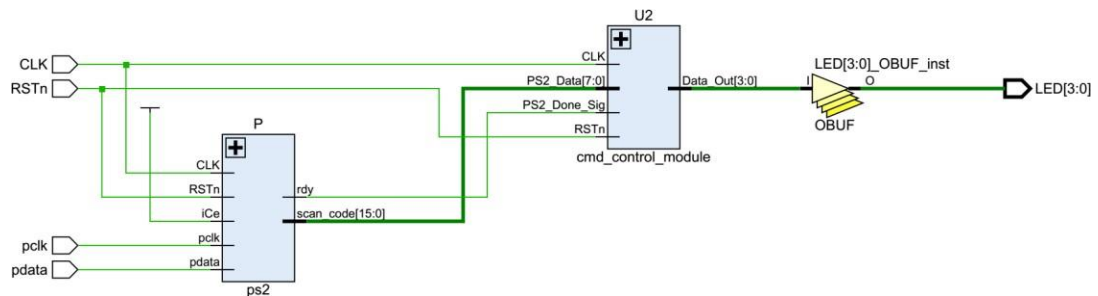 U2
CLK
RSTn
CLK
PS2_Data[7:0]
PS2_Done_Sig
RSTn
Data_Out[3:0]
cmd_control_module
LED[3:0]_OBUF_inst
I
O
OBUF
LED[3:0]
P
CLK
RSTn
iCe
pclk
pdata
rdy
scan_code[15:0]
ps2
pclk
pdata